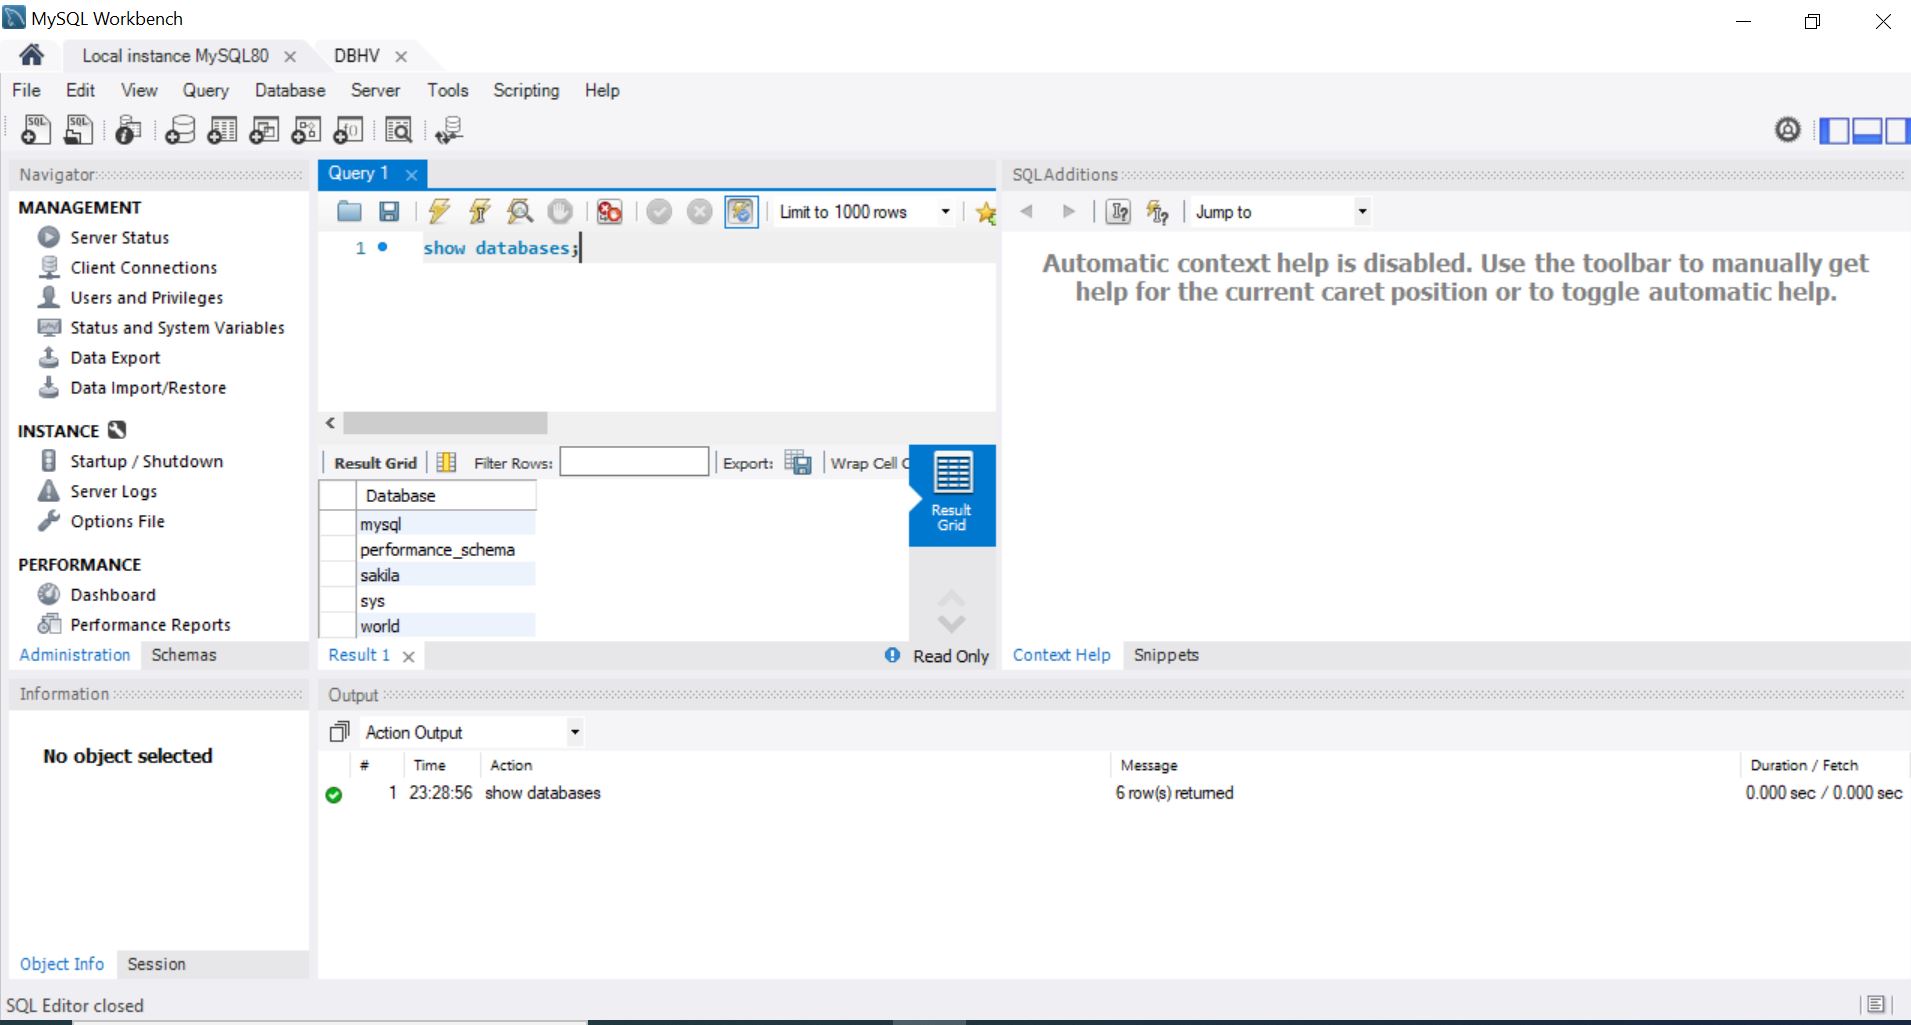 MySQL Workbench
Local instance MySQL80
DBHV
File Edit View Query Database Server Tools Scripting Help
Navigator
MANAGEMENT
Server Status
Client Connections
Users and Privileges
Status and System Variables
Data Export
Data Import/Restore
INSTANCE
Startup / Shutdown
Server Logs
Options File
PERFORMANCE
Dashboard
Performance Reports
Administration Schemas
Query 1
Limit to 1000 rows
1 show databases;
Result Grid Filter Rows: Export: Wrap Cell C
Database
mysql
performance_schema
sakila
sys
world
Result
Grid
Result 1
Read Only
SQLAdditions
Jump to
Automatic context help is disabled. Use the toolbar to manually get
help for the current caret position or to toggle automatic help.
Context Help Snippets
Information
No object selected
Object Info Session
Output
Action Output
# Time Action Message Duration / Fetch
1 23:28:56 show databases 6 row(s) returned 0.000 sec / 0.000 sec
SQL Editor closed